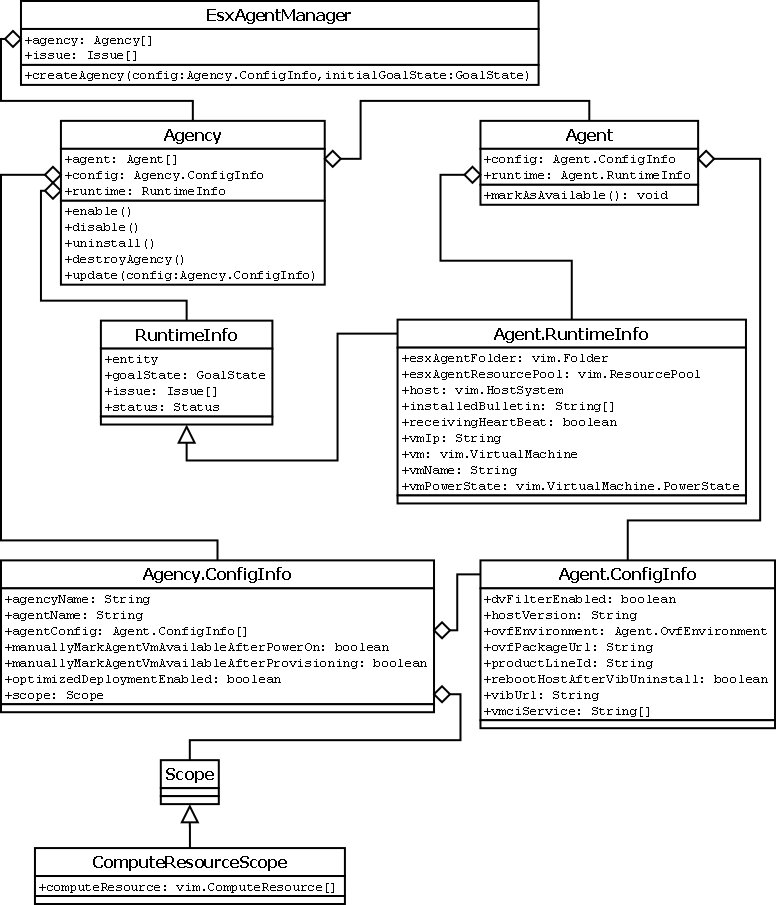 EsxAgentManager
+agency: Agency[]
+issue: Issue[]
+createAgency(config:Agency.ConfigInfo,initialGoalState:GoalState)
Agency
+agent: Agent[]
+config: Agency.ConfigInfo
+runtime: RuntimeInfo
+enable()
+disable()
+uninstall()
+destroyAgency()
+update(config:Agency.ConfigInfo)
Agent
+config: Agent.ConfigInfo
+runtime: Agent.RuntimeInfo
+markAsAvailable(): void
RuntimeInfo
+entity
+goalState: GoalState
+issue: Issue[]
+status: Status
Agent.RuntimeInfo
+esxAgentFolder: vim.Folder
+esxAgentResourcePool: vim.ResourcePool
+host: vim.HostSystem
+installedBulletin: String[]
+receivingHeartBeat: boolean
+vmIp: String
+vm: vim.VirtualMachine
+vmName: String
+vmPowerState: vim.VirtualMachine.PowerState
Agency.ConfigInfo
+agencyName: String
+agentName: String
+agentConfig: Agent.ConfigInfo[]
+manuallyMarkAgentVmAvailableAfterPowerOn: boolean
+manuallyMarkAgentVmAvailableAfterProvisioning: boolean
+optimizedDeploymentEnabled: boolean
+scope: Scope
Agent.ConfigInfo
+dvFilterEnabled: boolean
+hostVersion: String
+ovfEnvironment: Agent.OvfEnvironment
+ovfPackageUrl: String
+productLineId: String
+rebootHostAfterVibUninstall: boolean
+vibUrl: String
+vmciService: String[]
Scope
ComputeResourceScope
+computeResource: vim.ComputeResource[]